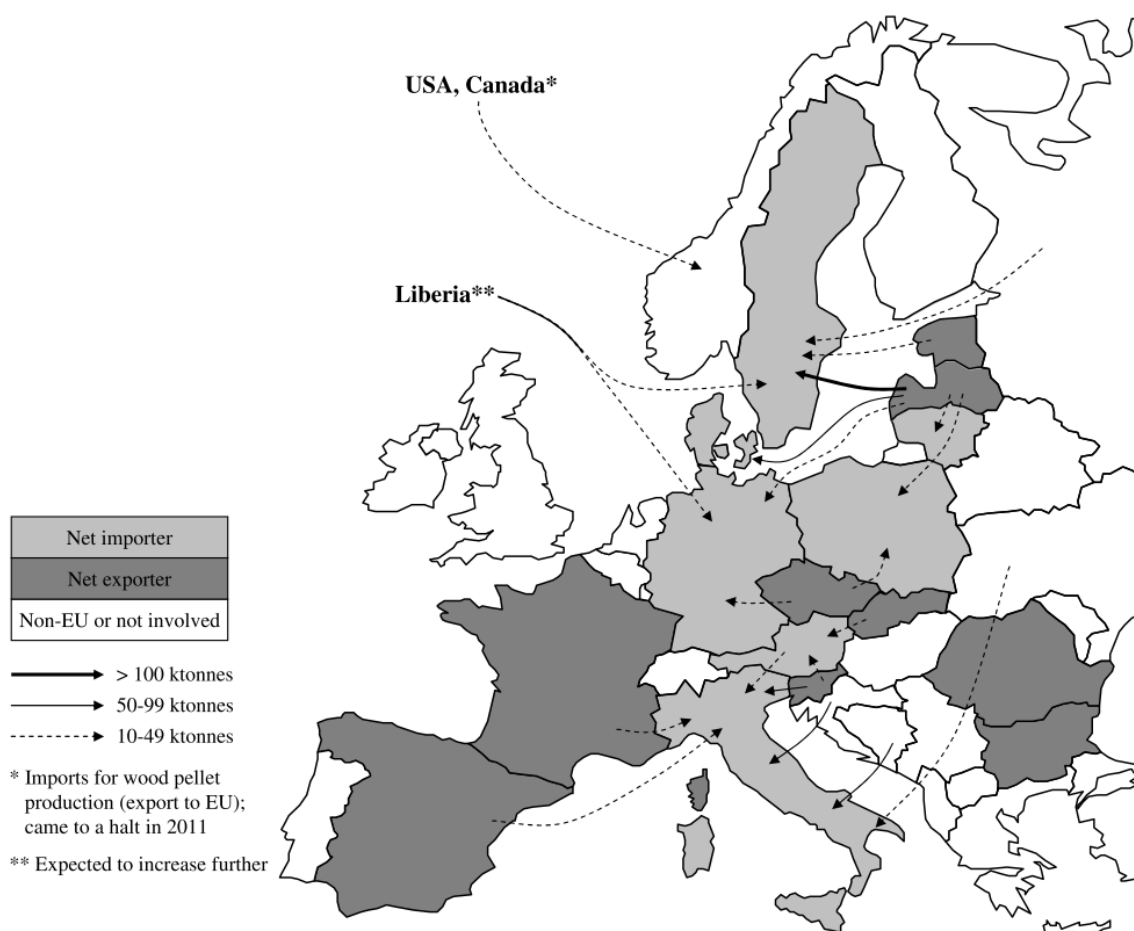 USA, Canada*
Liberia**
Net importer
Net exporter
Non-EU or not involved
> 100 ktonnes
50-99 ktonnes
10-49 ktonnes
* Imports for wood pellet
production (export to EU);
came to a halt in 2011
** Expected to increase further